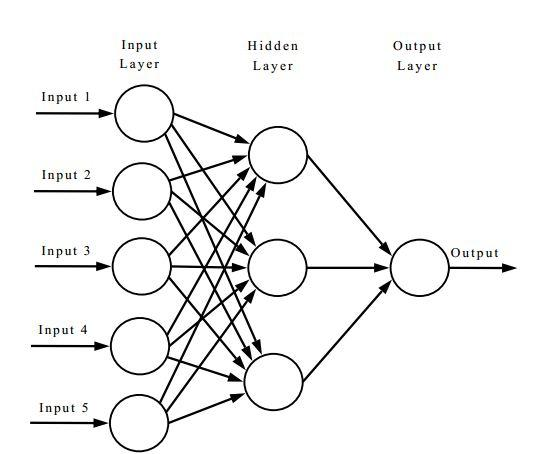 Input
Layer
Hidden
Layer
Output
Layer
Input 1
Input 2
Input 3
Output
Input 4
Input 5